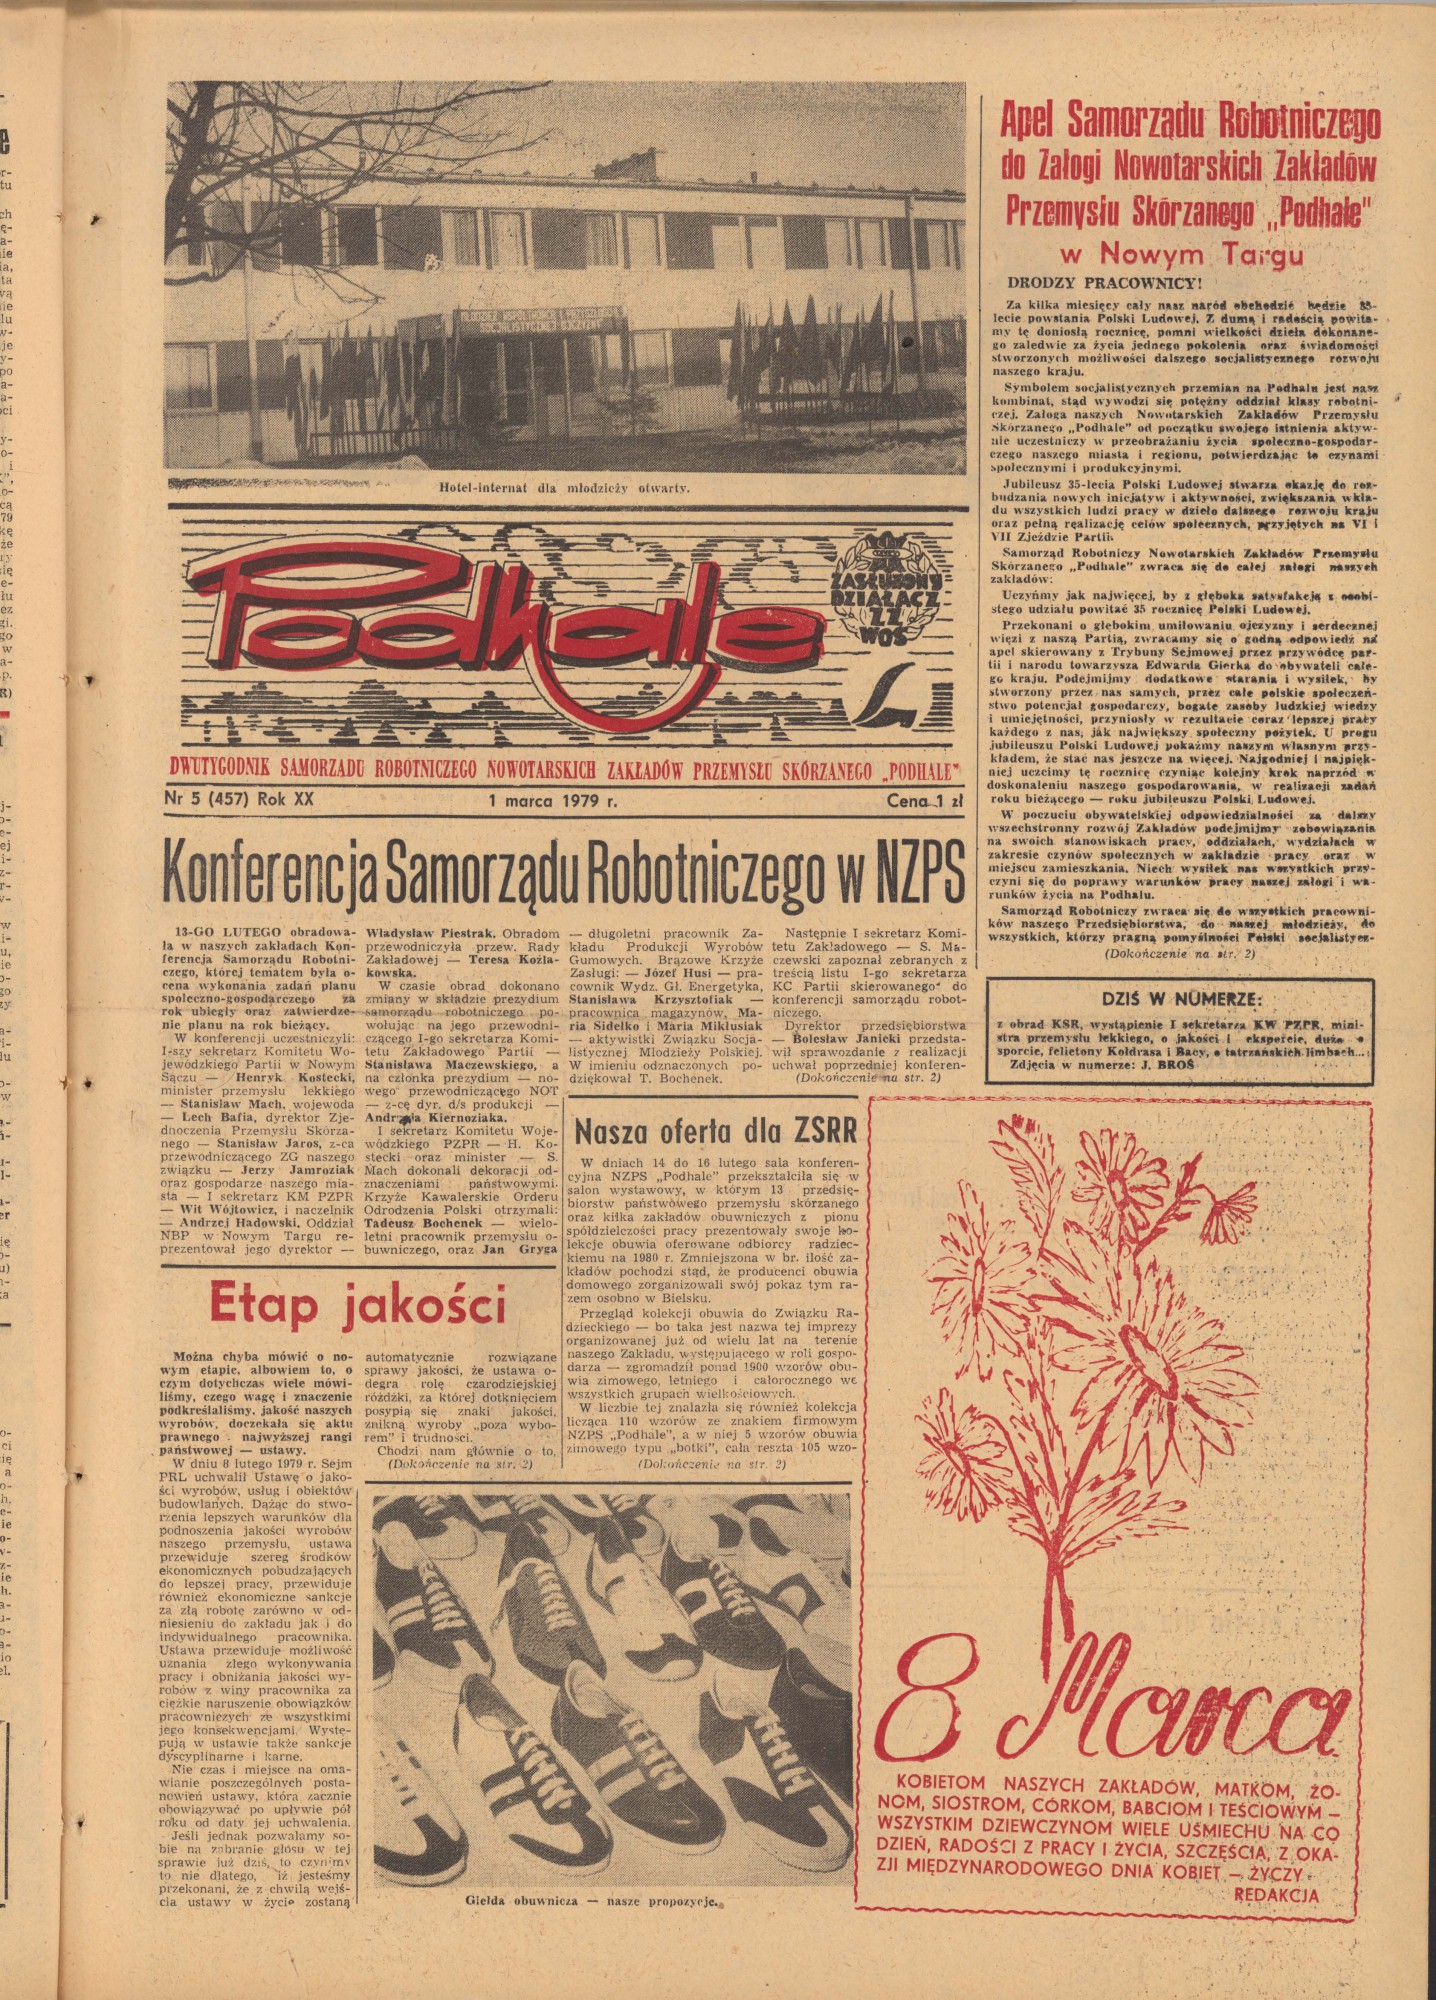 Hotel-internat dla młodzieży otwarty.
Podhale
ZASŁUŻONY
DZIAŁACZ
ZZ
WOS
DWUTYGODNIK SAMORZĄDU ROBOTNICZEGO NOWOTARSKICH ZAKŁADÓW PRZEMYSŁU SKÓRZANEGO „PODHALE"
Nr 5 (457) Rok XX
1 marca 1979 r.
Cena 1 zł
Konferencja Samorządu Robotniczego w NZPS
13-GO LUTEGO obradowa-
ła w naszych zakładach Kon-
ferencja Samorządu Robotni-
czego, której tematem była o-
cena wykonania zadań planu
społeczno-gospodarczego za
rok ubiegły oraz zatwierdze-
nie planu na rok bieżący.
W konferencji uczestniczyli:
I-szy sekretarz Komitetu Wo-
jewódzkiego Partii w Nowym
Sączu — Henryk Kostecki,
minister przemysłu lekkiego
— Stanisław Mach, wojewoda
— Lech Bafia, dyrektor Zje-
dnoczenia Przemysłu Skórza-
nego — Stanisław Jaros, z-ca
przewodniczącego ZG naszego
związku — Jerzy Jamroziak
oraz gospodarze naszego mia-
sta — I sekretarz KM PZPR
— Wit Wójtowicz, i naczelnik
— Andrzej Hadowski. Oddział
NBP w Nowym Targu re-
prezentował jego dyrektor —
Władysław Piestrak. Obradom
przewodniczyła przew. Rady
Zakładowej — Teresa Koźla-
kowska.
W czasie obrad dokonano
zmiany w składzie prezydium
samorządu robotniczego po-
wołując na jego przewodni-
czącego I-go sekretarza Komi-
tetu Zakładowego Partii —
Stanisława Maczewskiego, a
na członka prezydium — no-
wego przewodniczącego NOT
— z-cę dyr. d/s produkcji —
Andrzeja Kiernoziaka.
I sekretarz Komitetu Woje-
wódzkiego PZPR — H. Ko-
stecki oraz minister — S.
Mach dokonali dekoracji od-
znaczeniami państwowymi.
Krzyże Kawalerskie Orderu
Odrodzenia Polski otrzymali:
Tadeusz Bochenek — wielo-
letni pracownik przemysłu o-
buwniczego, oraz Jan Gryga
— długoletni pracownik Za-
kładu Produkcji Wyrobów
Gumowych. Brązowe Krzyże
Zasługi: — Józef Husi — pra-
cownik Wydz. Gł. Energetyka,
Stanisława Krzysztofiak —
pracownica magazynów, Ma-
ria Sidełko i Maria Miklusiak
— aktywistki Związku Socja-
listycznej Młodzieży Polskiej.
W imieniu odznaczonych po-
dziękował T. Bochenek.
Następnie I sekretarz Komi-
tetu Zakładowego — S. Ma-
czewski zapoznał zebranych z
treścią listu I-go sekretarza
KC Partii skierowanego do
konferencji samorządu robot-
niczego.
Dyrektor przedsiębiorstwa
— Bolesław Janicki przedsta-
wił sprawozdanie z realizacji
uchwał poprzedniej konferen-
(Dokończenie na str. 2)
Etap jakości
Można chyba mówić o no-
wym etapie, albowiem to, o
czym dotychczas wiele mówi-
liśmy, czego wagę i znaczenie
podkreślaliśmy, jakość naszych
wyrobów, doczekała się aktu
prawnego najwyższej rangi
państwowej — ustawy.
W dniu 8 lutego 1979 r. Sejm
PRL uchwalił Ustawę o jako-
ści wyrobów, usług i obiektów
budowlanych. Dążąc do stwo-
rzenia lepszych warunków dla
podnoszenia jakości wyrobów
naszego przemysłu, ustawa
przewiduje szereg środków
ekonomicznych pobudzających
do lepszej pracy, przewiduje
również ekonomiczne sankcje
za złą robotę zarówno w od-
niesieniu do zakładu jak i do
indywidualnego pracownika.
Ustawa przewiduje możliwość
uznania złego wykonywania
pracy i obniżania jakości wy-
robów z winy pracownika za
ciężkie naruszenie obowiązków
pracowniczych ze wszystkimi
jego konsekwencjami. Wystę-
pują w ustawie także sankcje
dyscyplinarne i karne.
Nie czas i miejsce na oma-
wianie poszczególnych posta-
nowień ustawy, która zacznie
obowiązywać po upływie pół
roku od daty jej uchwalenia.
Jeśli jednak pozwalamy so-
bie na zabranie głosu w tej
sprawie już dziś, to czynimy
to nie dlatego, iż jesteśmy
przekonani, że z chwilą wejś-
cia ustawy w życie zostaną
automatycznie rozwiązane
sprawy jakości, że ustawa o-
degra rolę czarodziejskiej
różdżki, za której dotknięciem
posypią się znaki jakości,
znikną wyroby „poza wybo-
rem" i trudności.
Chodzi nam głównie o to,
(Dokończenie na str. 2)
Nasza oferta dla ZSRR
W dniach 14 do 16 lutego sala konferen-
cyjna NZPS „Podhale" przekształciła się w
salon wystawowy, w którym 13 przedsię-
biorstw państwowego przemysłu skórzanego
oraz kilka zakładów obuwniczych z pionu
spółdzielczości pracy prezentowały swoje ko-
lekcje obuwia oferowane odbiorcy radziec-
kiemu na 1980 r. Zmniejszona w br. ilość za-
kładów pochodzi stąd, że producenci obuwia
domowego zorganizowali swój pokaz tym ra-
zem osobno w Bielsku.
Przegląd kolekcji obuwia do Związku Ra-
dzieckiego — bo taka jest nazwa tej imprezy
organizowanej już od wielu lat na terenie
naszego Zakładu, występującego w roli gospo-
darza — zgromadził ponad 1900 wzorów obu-
wia zimowego, letniego i całorocznego we
wszystkich grupach wielkościowych.
W liczbie tej znalazła się również kolekcja
licząca 110 wzorów ze znakiem firmowym
NZPS „Podhale", a w niej 5 wzorów obuwia
zimowego typu „botki", cała reszta 105 wzo-
(Dokończenie na str. 2)
Giełda obuwnicza — nasze propozycje.
Apel Samorządu Robotniczego
do Załogi Nowotarskich Zakładów
Przemysłu Skórzanego „Podhale"
w Nowym Targu
DRODZY PRACOWNICY!
Za kilka miesięcy cały nasz naród obchodzić będzie 35-
lecie powstania Polski Ludowej. Z dumą i radością powita-
my tę doniosłą rocznicę, pomni wielkości dzieła dokonane-
go zaledwie za życia jednego pokolenia oraz świadomości
stworzonych możliwości dalszego socjalistycznego rozwoju
naszego kraju.
Symbolem socjalistycznych przemian na Podhalu jest nasz
kombinat, stąd wywodzi się potężny oddział klasy robotni-
czej. Załoga naszych Nowotarskich Zakładów Przemysłu
Skórzanego „Podhale" od początku swojego istnienia aktyw-
nie uczestniczy w przeobrażaniu życia społeczno-gospodar-
czego naszego miasta i regionu, potwierdzając to czynami
społecznymi i produkcyjnymi.
Jubileusz 35-lecia Polski Ludowej stwarza okazję do roz-
budzania nowych inicjatyw i aktywności, zwiększania wkła-
du wszystkich ludzi pracy w dzieło dalszego rozwoju kraju
oraz pełną realizację celów społecznych, przyjętych na VI i
VII Zjeździe Partii.
Samorząd Robotniczy Nowotarskich Zakładów Przemysłu
Skórzanego „Podhale" zwraca się do całej załogi naszych
zakładów:
Uczyńmy jak najwięcej, by z głęboką satysfakcją z osobi-
stego udziału powitać 35 rocznicę Polski Ludowej.
Przekonani o głębokim umiłowaniu ojczyzny i serdecznej
więzi z naszą Partią, zwracamy się o godną odpowiedź na
apel skierowany z Trybuny Sejmowej przez przywódcę par-
tii i narodu towarzysza Edwarda Gierka do obywateli całe-
go kraju. Podejmijmy dodatkowe starania i wysiłek, by
stworzony przez nas samych, przez całe polskie społeczeń-
stwo potencjał gospodarczy, bogate zasoby ludzkiej wiedzy
i umiejętności, przyniosły w rezultacie coraz lepszej pracy
każdego z nas, jak największy społeczny pożytek. U progu
jubileuszu Polski Ludowej pokażmy naszym własnym przy-
kładem, że stać nas jeszcze na więcej. Najgodniej i najpięk-
niej uczcimy tę rocznicę czyniąc kolejny krok naprzód w
doskonaleniu naszego gospodarowania, w realizacji zadań
roku bieżącego — roku jubileuszu Polski Ludowej.
W poczuciu obywatelskiej odpowiedzialności za dalszy
wszechstronny rozwój Zakładów podejmijmy zobowiązania
na swoich stanowiskach pracy, oddziałach, wydziałach w
zakresie czynów społecznych w zakładzie pracy oraz w
miejscu zamieszkania. Niech wysiłek nas wszystkich przy-
czyni się do poprawy warunków pracy naszej załogi i wa-
runków życia na Podhalu.
Samorząd Robotniczy zwraca się do wszystkich pracowni-
ków naszego Przedsiębiorstwa, do naszej młodzieży, do
wszystkich, którzy pragną pomyślności Polski socjalistycz-
(Dokończenie na str. 2)
DZIŚ W NUMERZE:
z obrad KSR, wystąpienie I sekretarza KW PZPR, mini-
stra przemysłu lekkiego, o jakości i eksporcie, dużo o
sporcie, felietony Kołdrasa i Bacy, o tatrzańskich limbach...
Zdjęcia w numerze: J. BROŚ
8 Marca
KOBIETOM NASZYCH ZAKŁADÓW, MATKOM, ŻO-
NOM, SIOSTROM, CÓRKOM, BABCIOM I TEŚCIOWYM —
WSZYSTKIM DZIEWCZYNOM WIELE UŚMIECHU NA CO
DZIEŃ, RADOŚCI Z PRACY I ŻYCIA, SZCZĘŚCIA, Z OKA-
ZJI MIĘDZYNARODOWEGO DNIA KOBIET — ŻYCZY
REDAKCJA